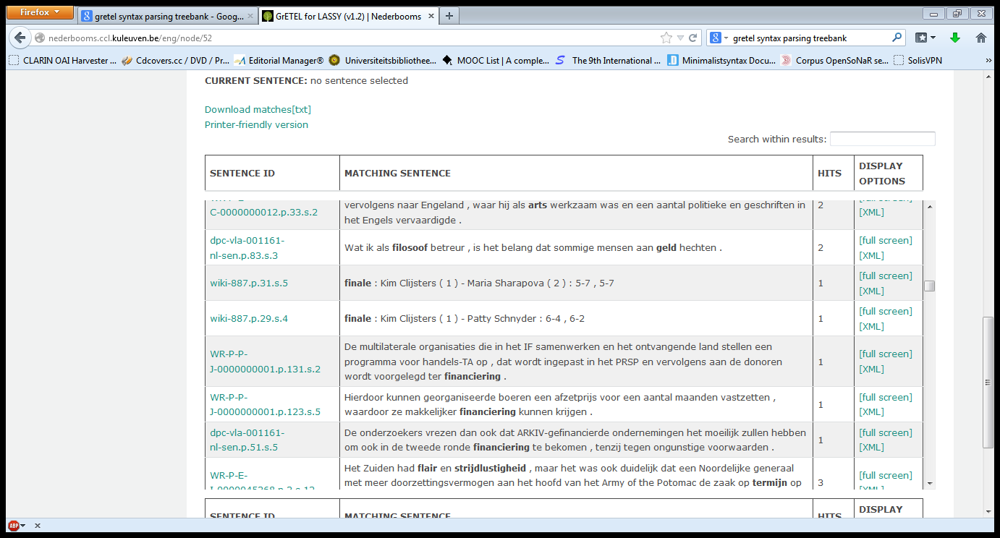 Firefox
gretel syntax parsing treebank - Goog...
GrETEL for LASSY (v1.2) | Nederbooms
nederbooms.ccl.kuleuven.be/eng/node/52
gretel syntax parsing treebank
CLARIN OAI Harvester ... Cdcovers.cc / DVD / Pr... Editorial Manager® Universiteitsbibliothee... MOOC List | A comple... The 9th International ... Minimalistsyntax Docu... Corpus OpenSoNaR se... SolisVPN »
CURRENT SENTENCE: no sentence selected
Download matches[txt]
Printer-friendly version
Search within results:
SENTENCE ID MATCHING SENTENCE HITS DISPLAY
OPTIONS
WR-P-E-
C-0000000012.p.33.s.2
vervolgens naar Engeland , waar hij als arts werkzaam was en een aantal politieke en geschriften in
het Engels vervaardigde .
2
[full screen]
[XML]
dpc-vla-001161-
nl-sen.p.83.s.3
Wat ik als filosoof betreur , is het belang dat sommige mensen aan geld hechten .
2
[full screen]
[XML]
wiki-887.p.31.s.5
finale : Kim Clijsters ( 1 ) - Maria Sharapova ( 2 ) : 5-7 , 5-7
1
[full screen]
[XML]
wiki-887.p.29.s.4
finale : Kim Clijsters ( 1 ) - Patty Schnyder : 6-4 , 6-2
1
[full screen]
[XML]
WR-P-P-
J-0000000001.p.131.s.2
De multilaterale organisaties die in het IF samenwerken en het ontvangende land stellen een
programma voor handels-TA op , dat wordt ingepast in het PRSP en vervolgens aan de donoren
wordt voorgelegd ter financiering .
1
[full screen]
[XML]
WR-P-P-
J-0000000001.p.123.s.5
Hierdoor kunnen georganiseerde boeren een afzetprijs voor een aantal maanden vastzetten ,
waardoor ze makkelijker financiering kunnen krijgen .
1
[full screen]
[XML]
dpc-vla-001161-
nl-sen.p.51.s.5
De onderzoekers vrezen dan ook dat ARKIV-gefinancierde ondernemingen het moeilijk zullen hebben
om ook in de tweede ronde financiering te bekomen , tenzij tegen ongunstige voorwaarden .
1
[full screen]
[XML]
WR-P-E-
Het Zuiden had flair en strijdlustigheid , maar het was ook duidelijk dat een Noordelijke generaal
met meer doorzettingsvermogen aan het hoofd van het Army of the Potomac de zaak op termijn op
3
[full screen]
[XML]
SENTENCE ID MATCHING SENTENCE HITS DISPLAY
ABP